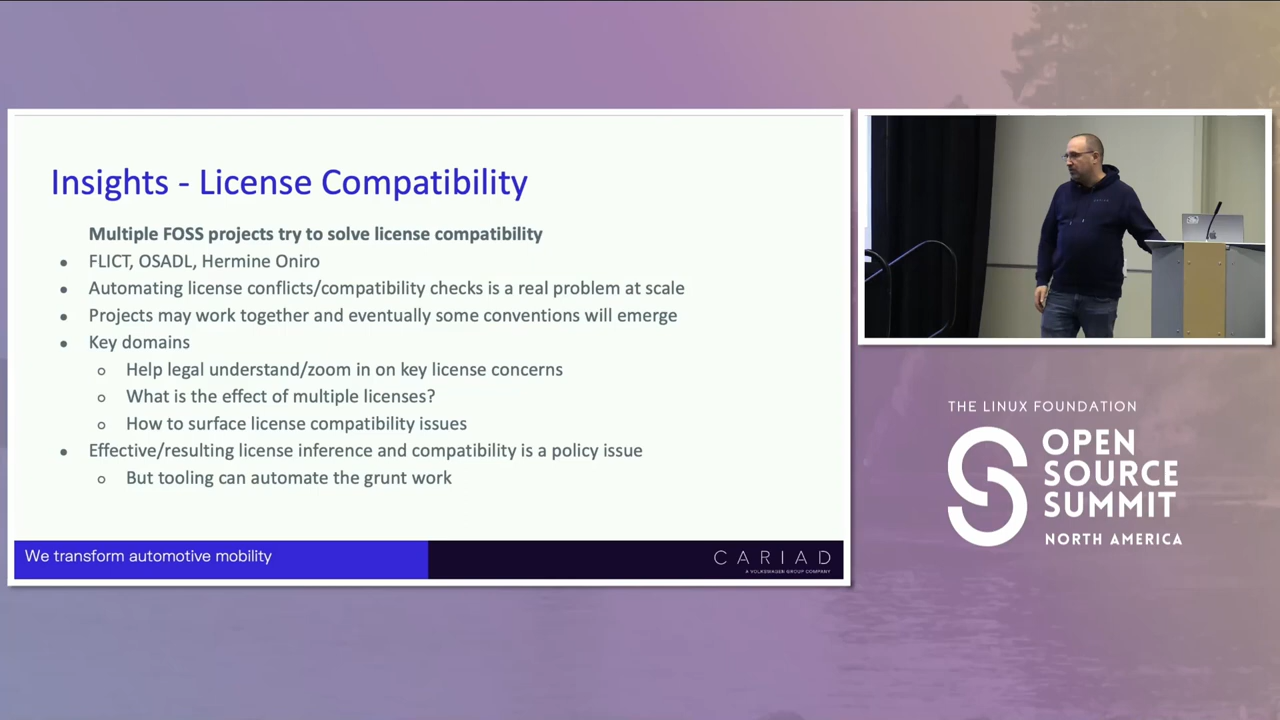 Insights - License Compatibility
Multiple FOSS projects try to solve license compatibility
● FLICT, OSADL, Hermine Oniro
● Automating license conflicts/compatibility checks is a real problem at scale
● Projects may work together and eventually some conventions will emerge
● Key domains
○ Help legal understand/zoom in on key license concerns
○ What is the effect of multiple licenses?
○ How to surface license compatibility issues
● Effective/resulting license inference and compatibility is a policy issue
○ But tooling can automate the grunt work
We transform automotive mobility
CARIAD
A VOLKSWAGEN GROUP COMPANY
THE LINUX FOUNDATION
OPEN
SOURCE
SUMMIT
NORTH AMERICA